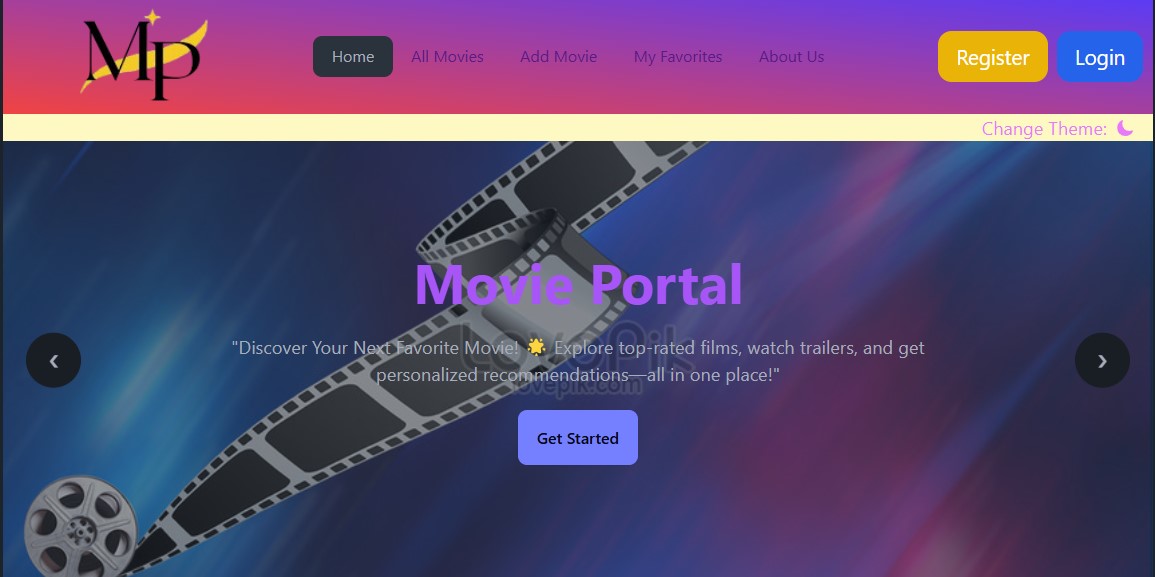 Mp
Home
All Movies
Add Movie
My Favorites
About Us
Register
Login
Change Theme:
Movie Portal
"Discover Your Next Favorite Movie! 🌟 Explore top-rated films, watch trailers, and get
personalized recommendations—all in one place!"
LovePik
lovepik.com
Get Started